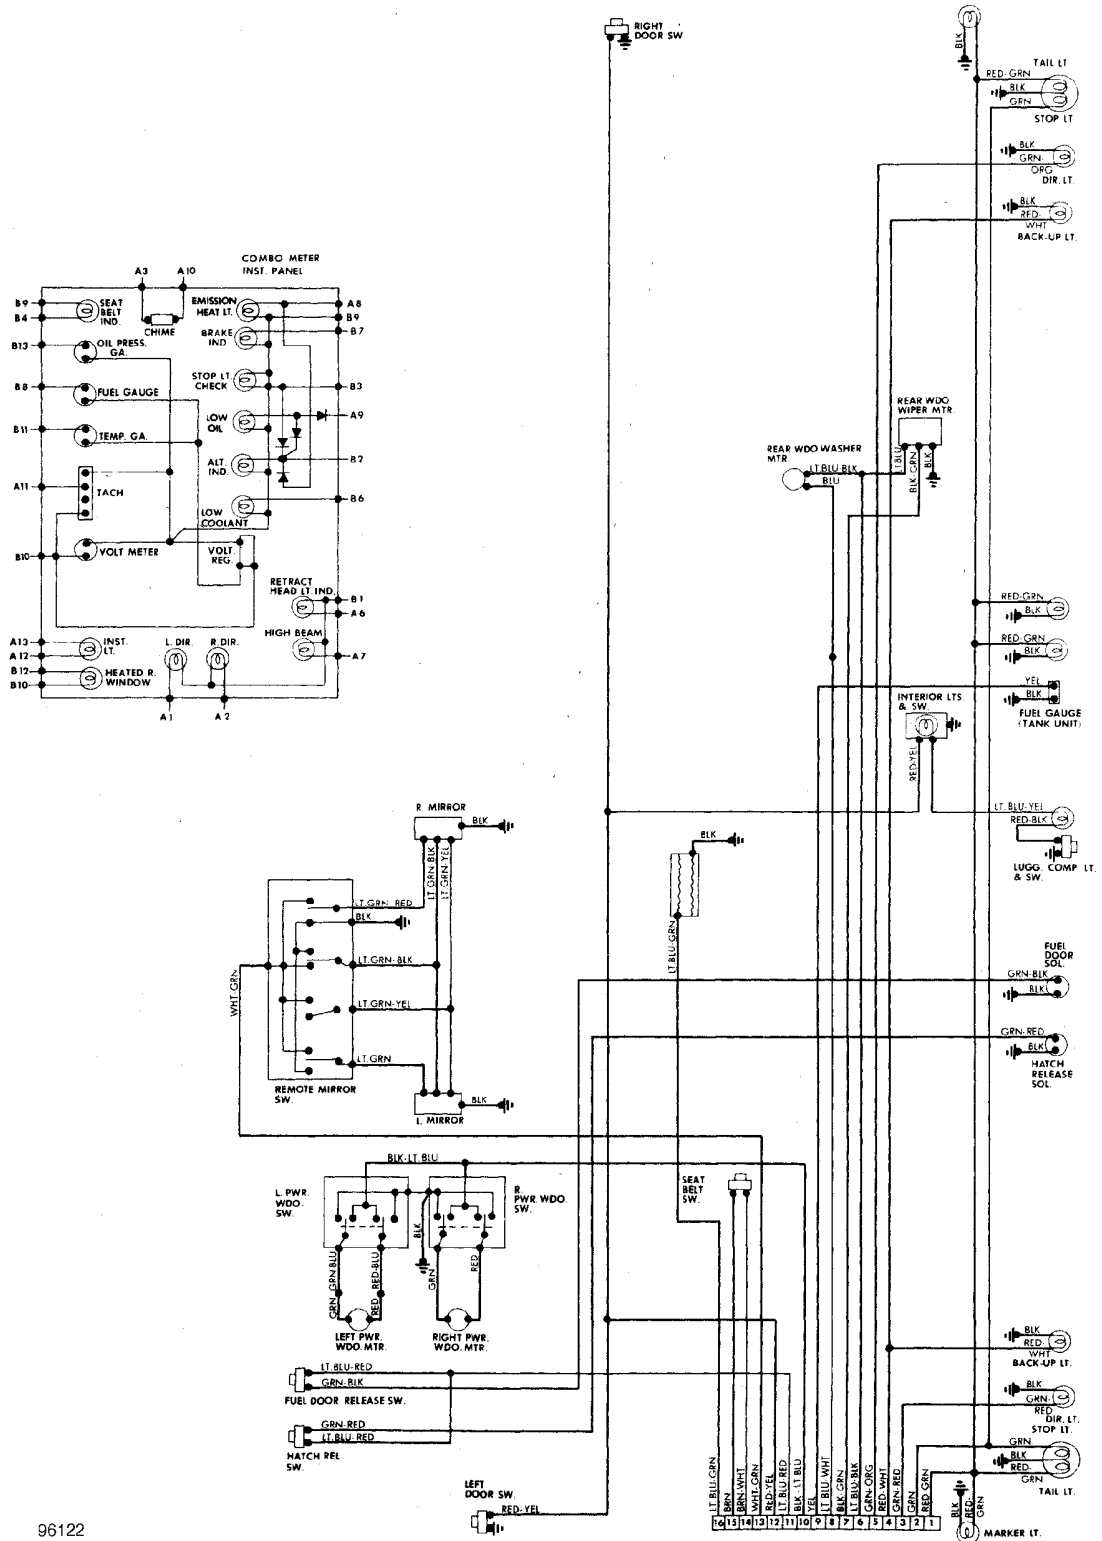 RIGHT
DOOR SW
BLK
TAIL LT
RED-GRN
BLK
GRN
STOP LT
BLK
GRN-
ORG
DIR. LT.
BLK
RED-
WHT
BACK-UP LT.
COMBO METER
INST. PANEL
A3
A10
B9
B4
SEAT
BELT
IND.
CHIME
EMISSION
HEAT LT.
A8
B9
B7
BRAKE
IND
B13
OIL PRESS.
GA.
STOP LT.
CHECK
B3
B8
FUEL GAUGE
LOW
OIL
A9
B11
TEMP. GA.
ALT.
IND.
B2
A11
TACH
LOW
COOLANT
B6
B10
VOLT METER
VOLT.
REG.
RETRACT
HEAD LT. IND.
B1
A6
HIGH BEAM
A7
A13
A12
INST.
LT.
L. DIR.
R. DIR.
B12
B10
HEATED R.
WINDOW
A1
A2
REAR WDO
WIPER MTR.
LT.BLU
BLK-GRN
BLK
REAR WDO WASHER
MTR.
LT.BLU-BLK
BLU
RED-GRN
BLK
RED-GRN
BLK
YEL
BLK
FUEL GAUGE
(TANK UNIT)
INTERIOR LTS.
& SW.
RED-YEL
LT. BLU-YEL
RED-BLK
LUGG. COMP LT.
& SW.
R. MIRROR
BLK
LT GRN-BLK
LT. GRN-YEL
LT.GRN-RED
BLK
LT.GRN-BLK
LT.GRN-YEL
LT.GRN
WHT-GRN
REMOTE MIRROR
SW.
BLK
L. MIRROR
BLK
LT.BLU-GRN
FUEL
DOOR
SOL.
GRN-BLK
BLK
GRN-RED
BLK
HATCH
RELEASE
SOL.
BLK-LT.BLU
L. PWR.
WDO.
SW.
R.
PWR. WDO.
SW.
BLK
GRN-BLU
GRN
RED-BLU
RED
GRN
RED
LEFT PWR.
WDO. MTR.
RIGHT PWR.
WDO. MTR.
SEAT
BELT
SW.
LT.BLU-RED
GRN-BLK
FUEL DOOR RELEASE SW.
GRN-RED
LT.BLU-RED
HATCH REL.
SW.
LEFT
DOOR SW.
RED-YEL
BLK
RED-
WHT
BACK-UP LT.
BLK
GRN-
RED
DIR. LT.
STOP LT.
GRN
BLK
RED-
GRN
TAIL LT.
LT BLU-GRN
BRN
BRN-WHT
WHT-GRN
RED-YEL
LT.BLU-RED
BLK-LT BLU
YEL
LT BLU-WHT
BLK-GRN
LT BLU-BLK
GRN-ORG
RED-WHT
GRN-RED
GRN
RED GRN
16 15 14 13 12 11 10 9 8 7 6 5 4 3 2 1
BLK
RED-
GRN
MARKER LT.
96122